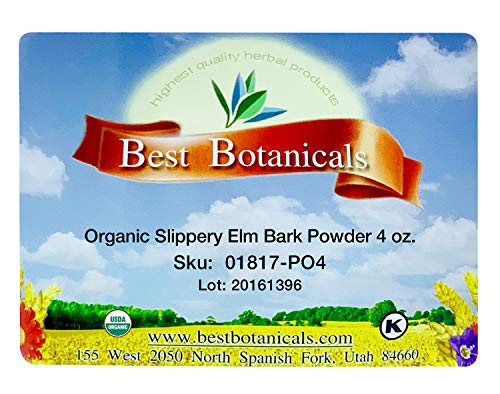 highest quality herbal products
Best Botanicals
Organic Slippery Elm Bark Powder 4 oz.
Sku: 01817-PO4
Lot: 20161396
USDA
ORGANIC
K
www.bestbotanicals.com
155 West 2050 North Spanish Fork, Utah 84660